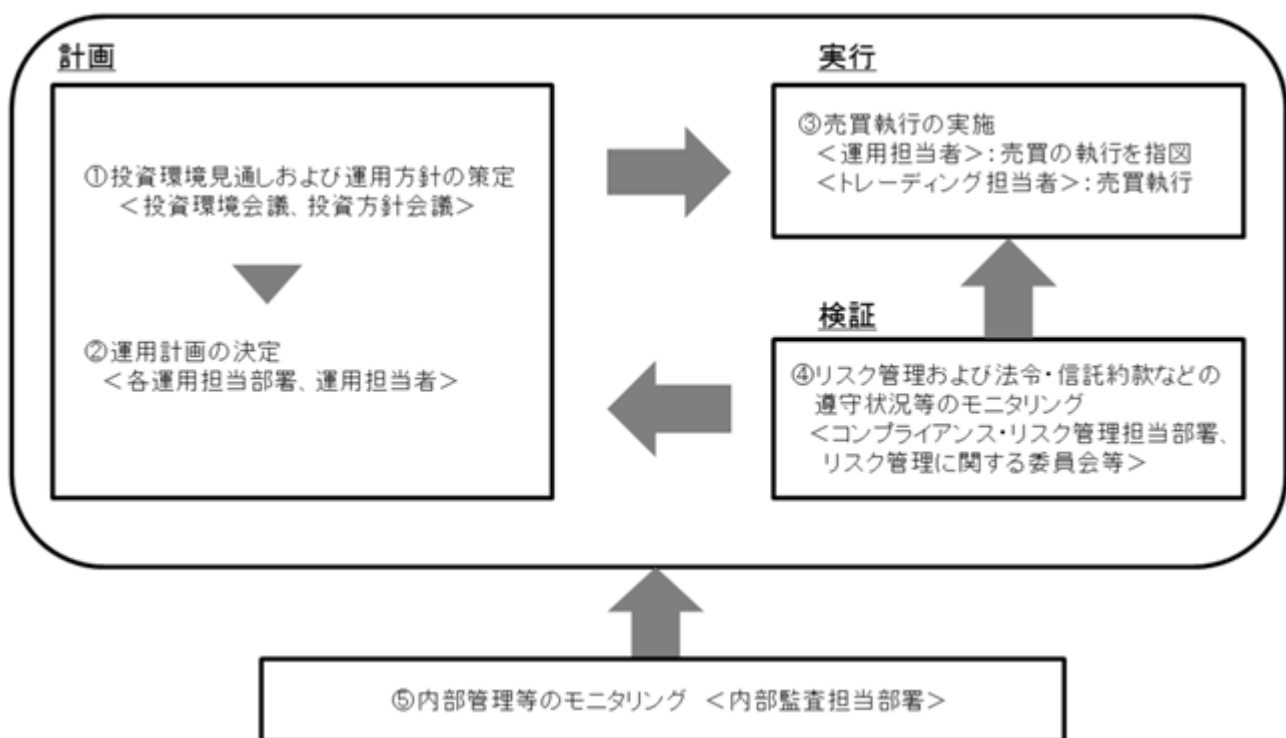 計画
①投資環境見通しおよび運用方針の策定
＜投資環境会議、投資方針会議＞
②運用計画の決定
＜各運用担当部署、運用担当者＞
実行
③売買執行の実施
＜運用担当者＞：売買の執行を指図
＜トレーディング担当者＞：売買執行
検証
④リスク管理および法令・信託約款などの
遵守状況等のモニタリング
＜コンプライアンス・リスク管理担当部署、
リスク管理に関する委員会等＞
⑤内部管理等のモニタリング ＜内部監査担当部署＞